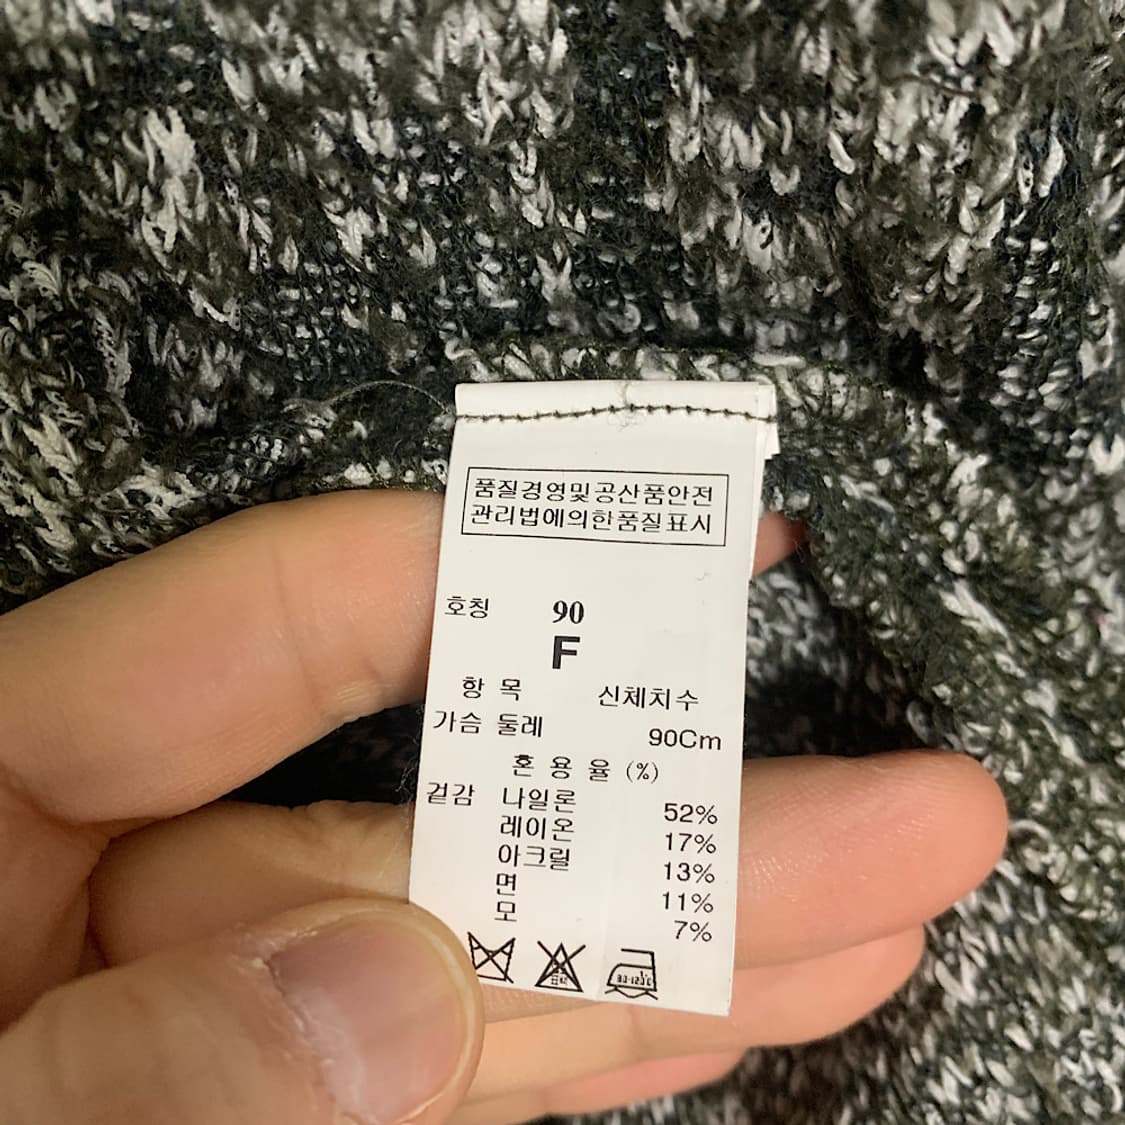 품질경영및공산품안전
관리법에의한품질표시
호칭 90
F
항 목 신체치수
가슴 둘레 90Cm
혼 용 율 (%)
겉감 나일론 52%
레이온 17%
아크릴 13%
면 11%
모 7%